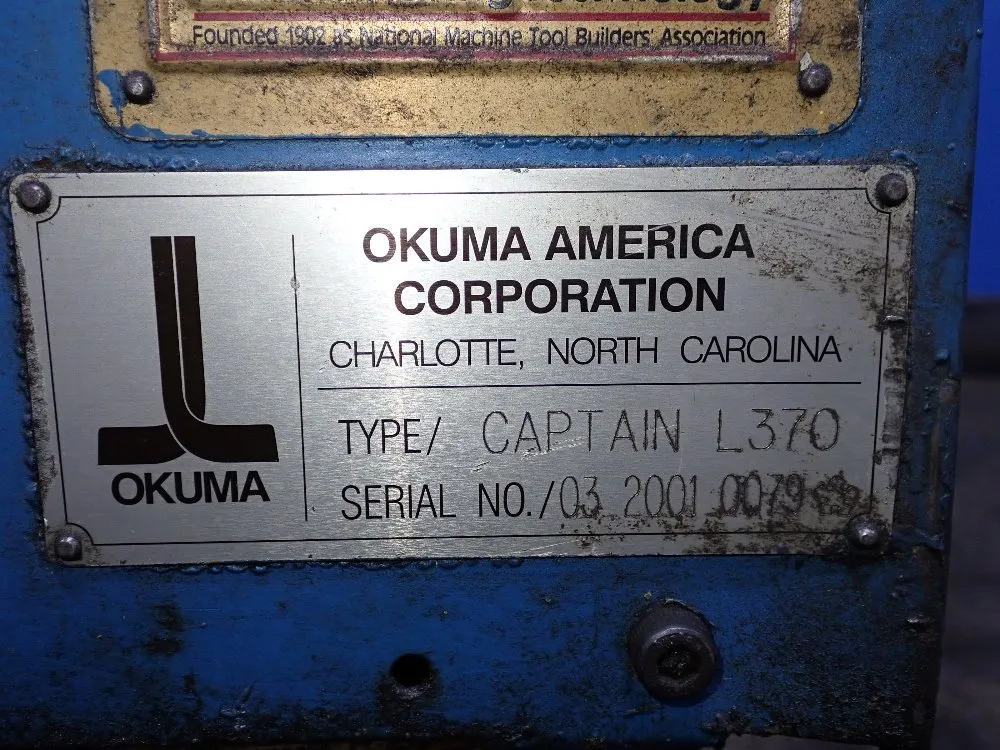 Technology
Founded 1902 as National Machine Tool Builders' Association
OKUMA AMERICA
CORPORATION
CHARLOTTE, NORTH CAROLINA
TYPE/ CAPTAIN L370
SERIAL NO./03 2001 0079
OKUMA